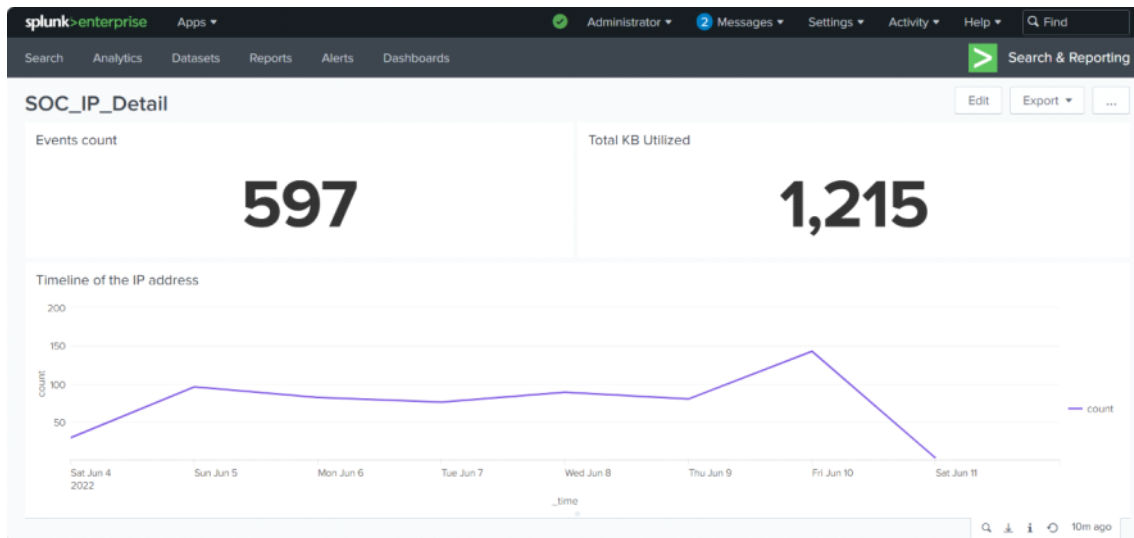 splunk>enterprise Apps Administrator 2 Messages Settings Activity Help Find
Search Analytics Datasets Reports Alerts Dashboards > Search & Reporting
SOC_IP_Detail Edit Export ...
Events count
597
Total KB Utilized
1,215
Timeline of the IP address
200
150
100
50
count
Sat Jun 4 Sun Jun 5 Mon Jun 6 Tue Jun 7 Wed Jun 8 Thu Jun 9 Fri Jun 10 Sat Jun 11
2022
_time
count
10m ago